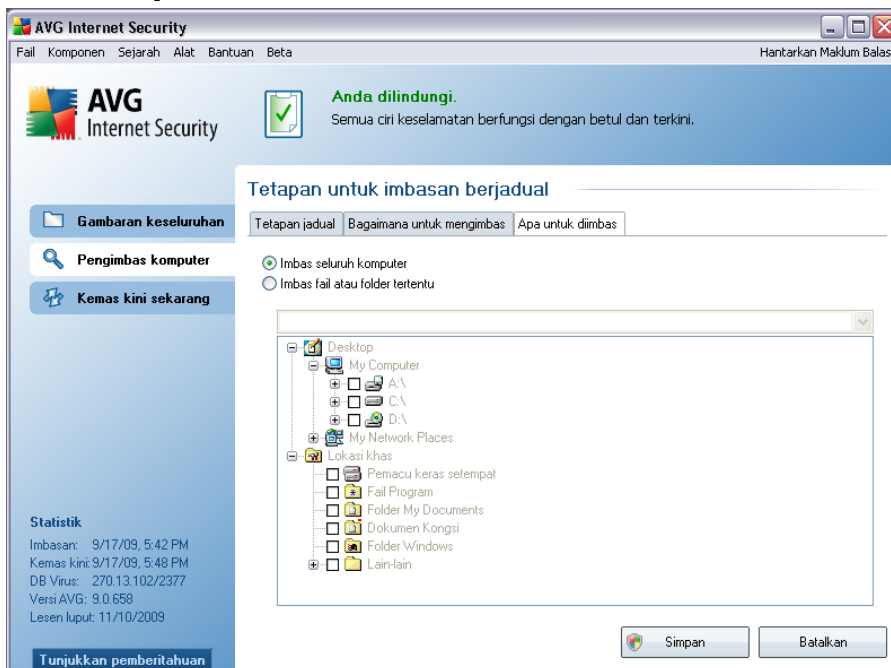 AVG Internet Security
Fail Komponen Sejarah Alat Bantuan Beta Hantarkan Maklum Balas
AVG
Internet Security
Anda dilindungi.
Semua ciri keselamatan berfungsi dengan betul dan terkini.
Tetapan untuk imbasan berjadual
Gambaran keseluruhan
Pengimbas komputer
Kemas kini sekarang
Tetapan jadual Bagaimana untuk mengimbas Apa untuk diimbas
Imbas seluruh komputer
Imbas fail atau folder tertentu
Desktop
My Computer
A:\
C:\
D:\
My Network Places
Lokasi khas
Pemacu keras setempat
Fail Program
Folder My Documents
Dokumen Kongsi
Folder Windows
Lain-lain
Statistik
Imbasan: 9/17/09, 5:42 PM
Kemas kini: 9/17/09, 5:48 PM
DB Virus: 270.13.102/2377
Versi AVG: 9.0.658
Lesen luput: 11/10/2009
Tunjukkan pemberitahuan
Simpan Batalkan